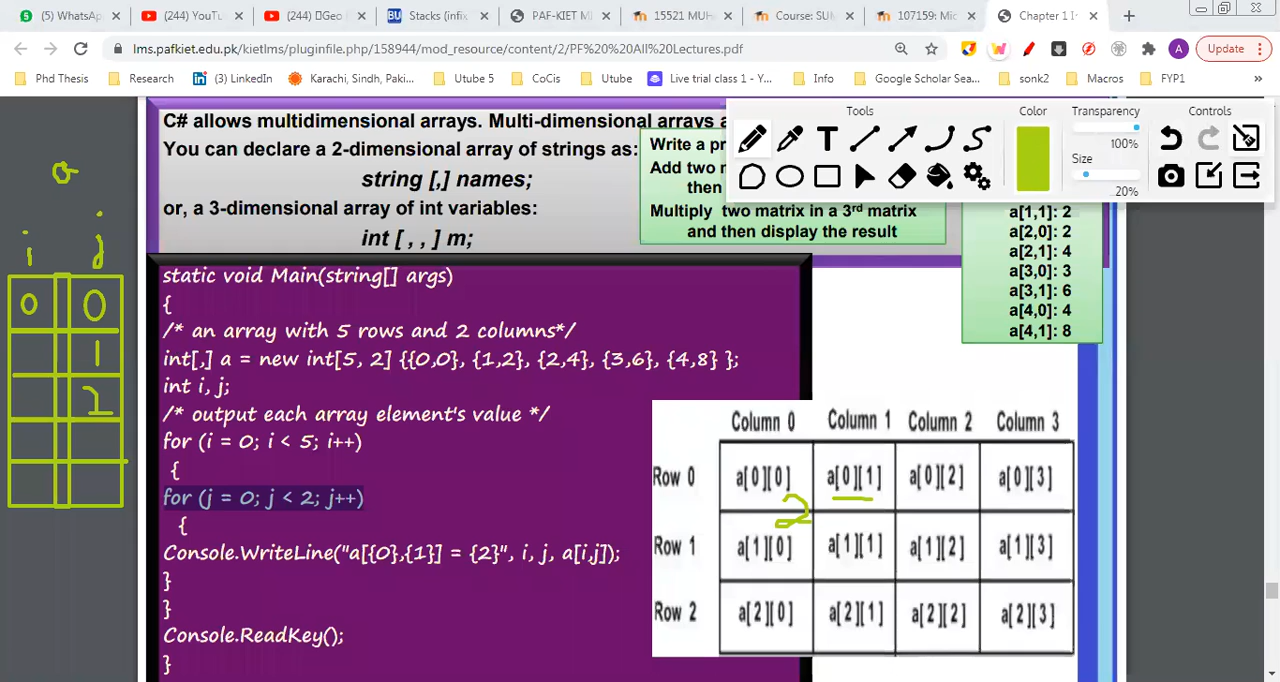 (5) WhatsApp
(244) YouTu
(244) Geo
Stacks (infix
PAF-KIET M
15521 MUH
Course: SUM
107159: Mic
Chapter 1 I
lms.pafkiet.edu.pk/kietlms/pluginfile.php/158944/mod_resource/content/2/PF%20%20All%20Lectures.pdf
A
Update
Phd Thesis
Research
(3) LinkedIn
Karachi, Sindh, Paki...
Utube 5
CoCis
Utube
Live trial class 1 - Y...
Info
Google Scholar Sea...
sonk2
Macros
FYP1
»
Tools
Color
Transparency
Controls
100%
Size
20%
C# allows multidimensional arrays. Multi-dimensional arrays a
You can declare a 2-dimensional array of strings as:
string [,] names;
or, a 3-dimensional array of int variables:
int [ , , ] m;
Write a pr
Add two m
then
Multiply two matrix in a 3rd matrix
and then display the result
a[1,1]: 2
a[2,0]: 2
a[2,1]: 4
a[3,0]: 3
a[3,1]: 6
a[4,0]: 4
a[4,1]: 8
i j
0 0
1
2
static void Main(string[] args)
{
/* an array with 5 rows and 2 columns*/
int[,] a = new int[5, 2] {{0,0}, {1,2}, {2,4}, {3,6}, {4,8} };
int i, j;
/* output each array element's value */
for (i = 0; i < 5; i++)
{
for (j = 0; j < 2; j++)
{
Console.WriteLine("a[{0},{1}] = {2}", i, j, a[i,j]);
}
}
Console.ReadKey();
}
Column 0 Column 1 Column 2 Column 3
Row 0 a[0][0] a[0][1] a[0][2] a[0][3]
2
Row 1 a[1][0] a[1][1] a[1][2] a[1][3]
Row 2 a[2][0] a[2][1] a[2][2] a[2][3]